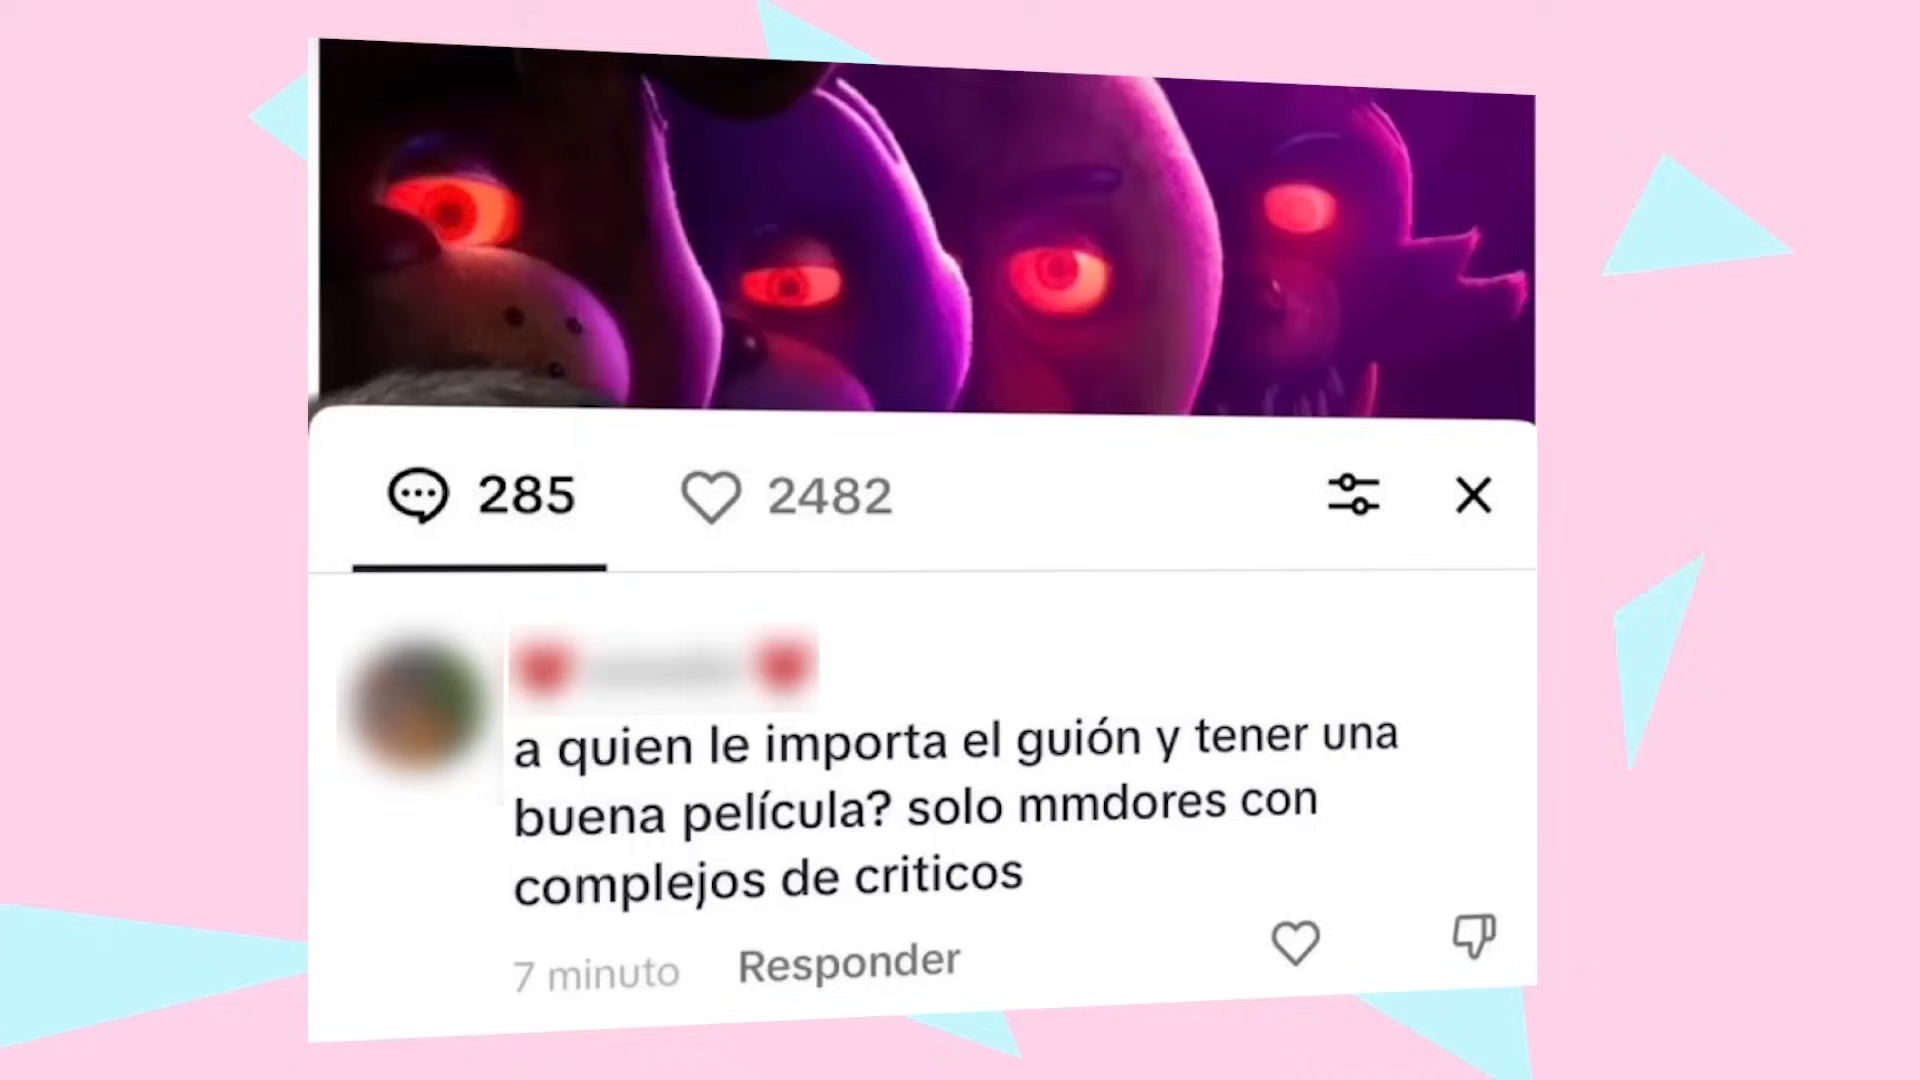 285
2482
a quien le importa el guión y tener una
buena película? solo mmdores con
complejos de criticos
7 minuto
Responder